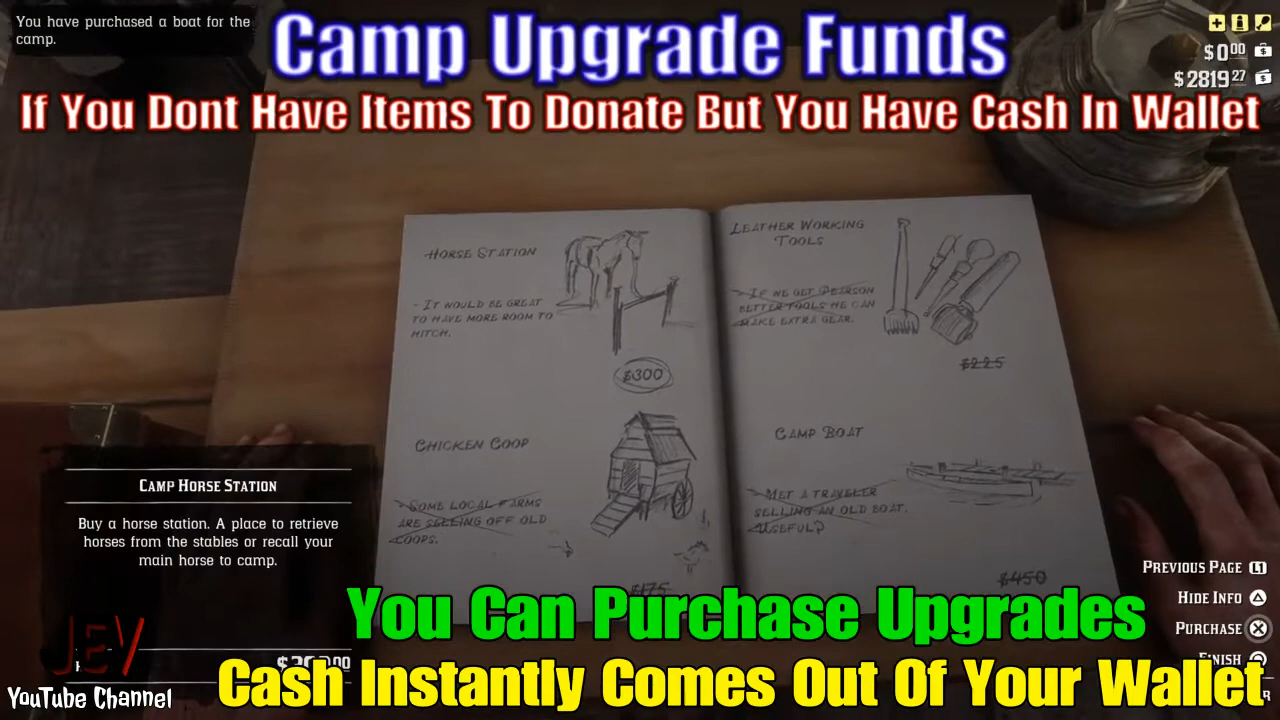 You have purchased a boat for the
camp.
Camp Upgrade Funds
$0 00
$2819 27
If You Dont Have Items To Donate But You Have Cash In Wallet
HORSE STATION
- IT WOULD BE GREAT
TO HAVE MORE ROOM TO
HITCH.
$300
CHICKEN COOP
- SOME LOCAL FARMS
ARE SELLING OFF OLD
COOPS.
$175
LEATHER WORKING
TOOLS
- IF WE GET PEARSON
BETTER TOOLS HE CAN
MAKE EXTRA GEAR.
$225
CAMP BOAT
- MET A TRAVELER
SELLING AN OLD BOAT.
USEFUL?
$450
CAMP HORSE STATION
Buy a horse station. A place to retrieve
horses from the stables or recall your
main horse to camp.
PREVIOUS PAGE L1
HIDE INFO
PURCHASE
FINISH
You Can Purchase Upgrades
JEY
YouTube Channel
Cash Instantly Comes Out Of Your Wallet